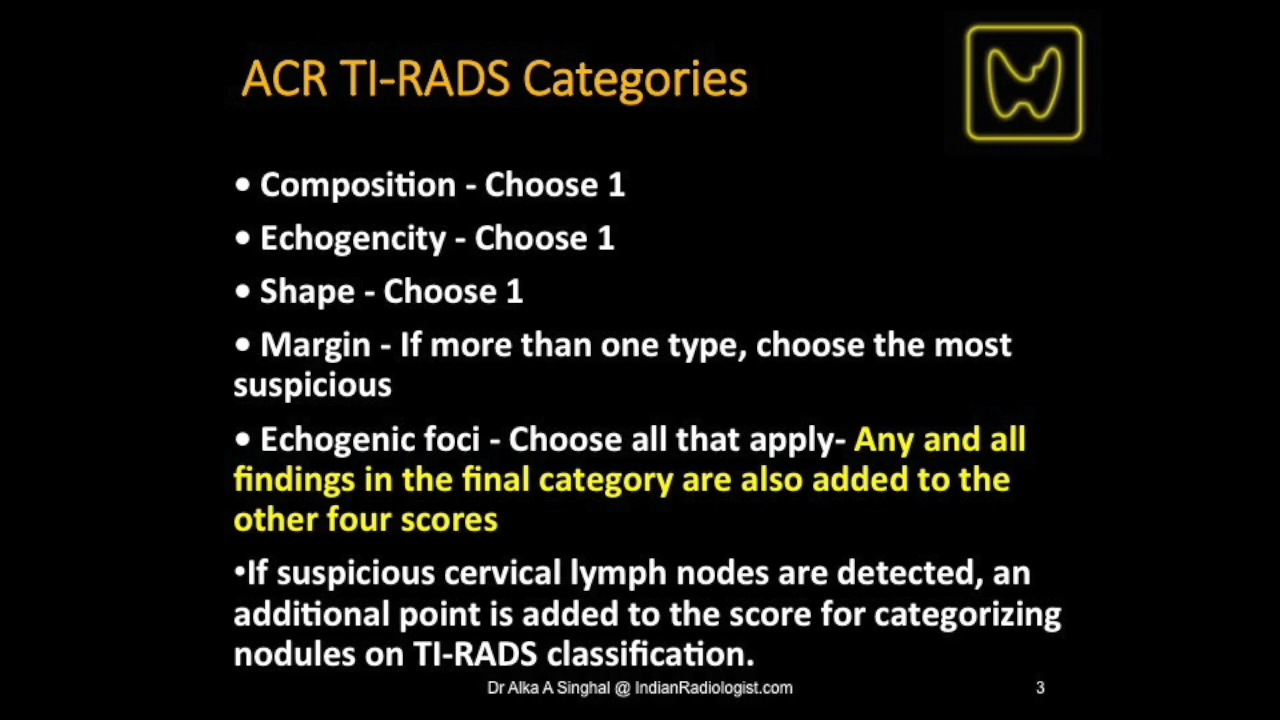 ACR TI-RADS Categories
• Composition - Choose 1
• Echogencity - Choose 1
• Shape - Choose 1
• Margin - If more than one type, choose the most
suspicious
• Echogenic foci - Choose all that apply- Any and all
findings in the final category are also added to the
other four scores
•If suspicious cervical lymph nodes are detected, an
additional point is added to the score for categorizing
nodules on TI-RADS classification.
Dr Alka A Singhal @ IndianRadiologist.com 3